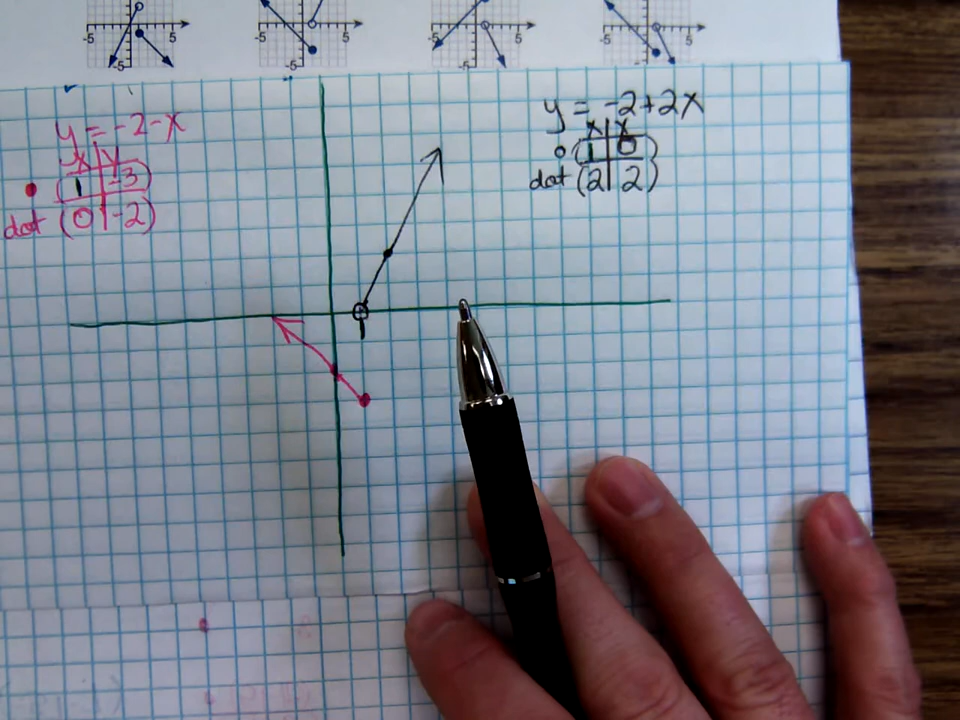 -5
5
-5
-5
5
-5
-5
5
-5
5
y = -2-x
x y
1 -3
dot (0 -2)
y = -2+2x
x x
(1 0)
dot (2 2)